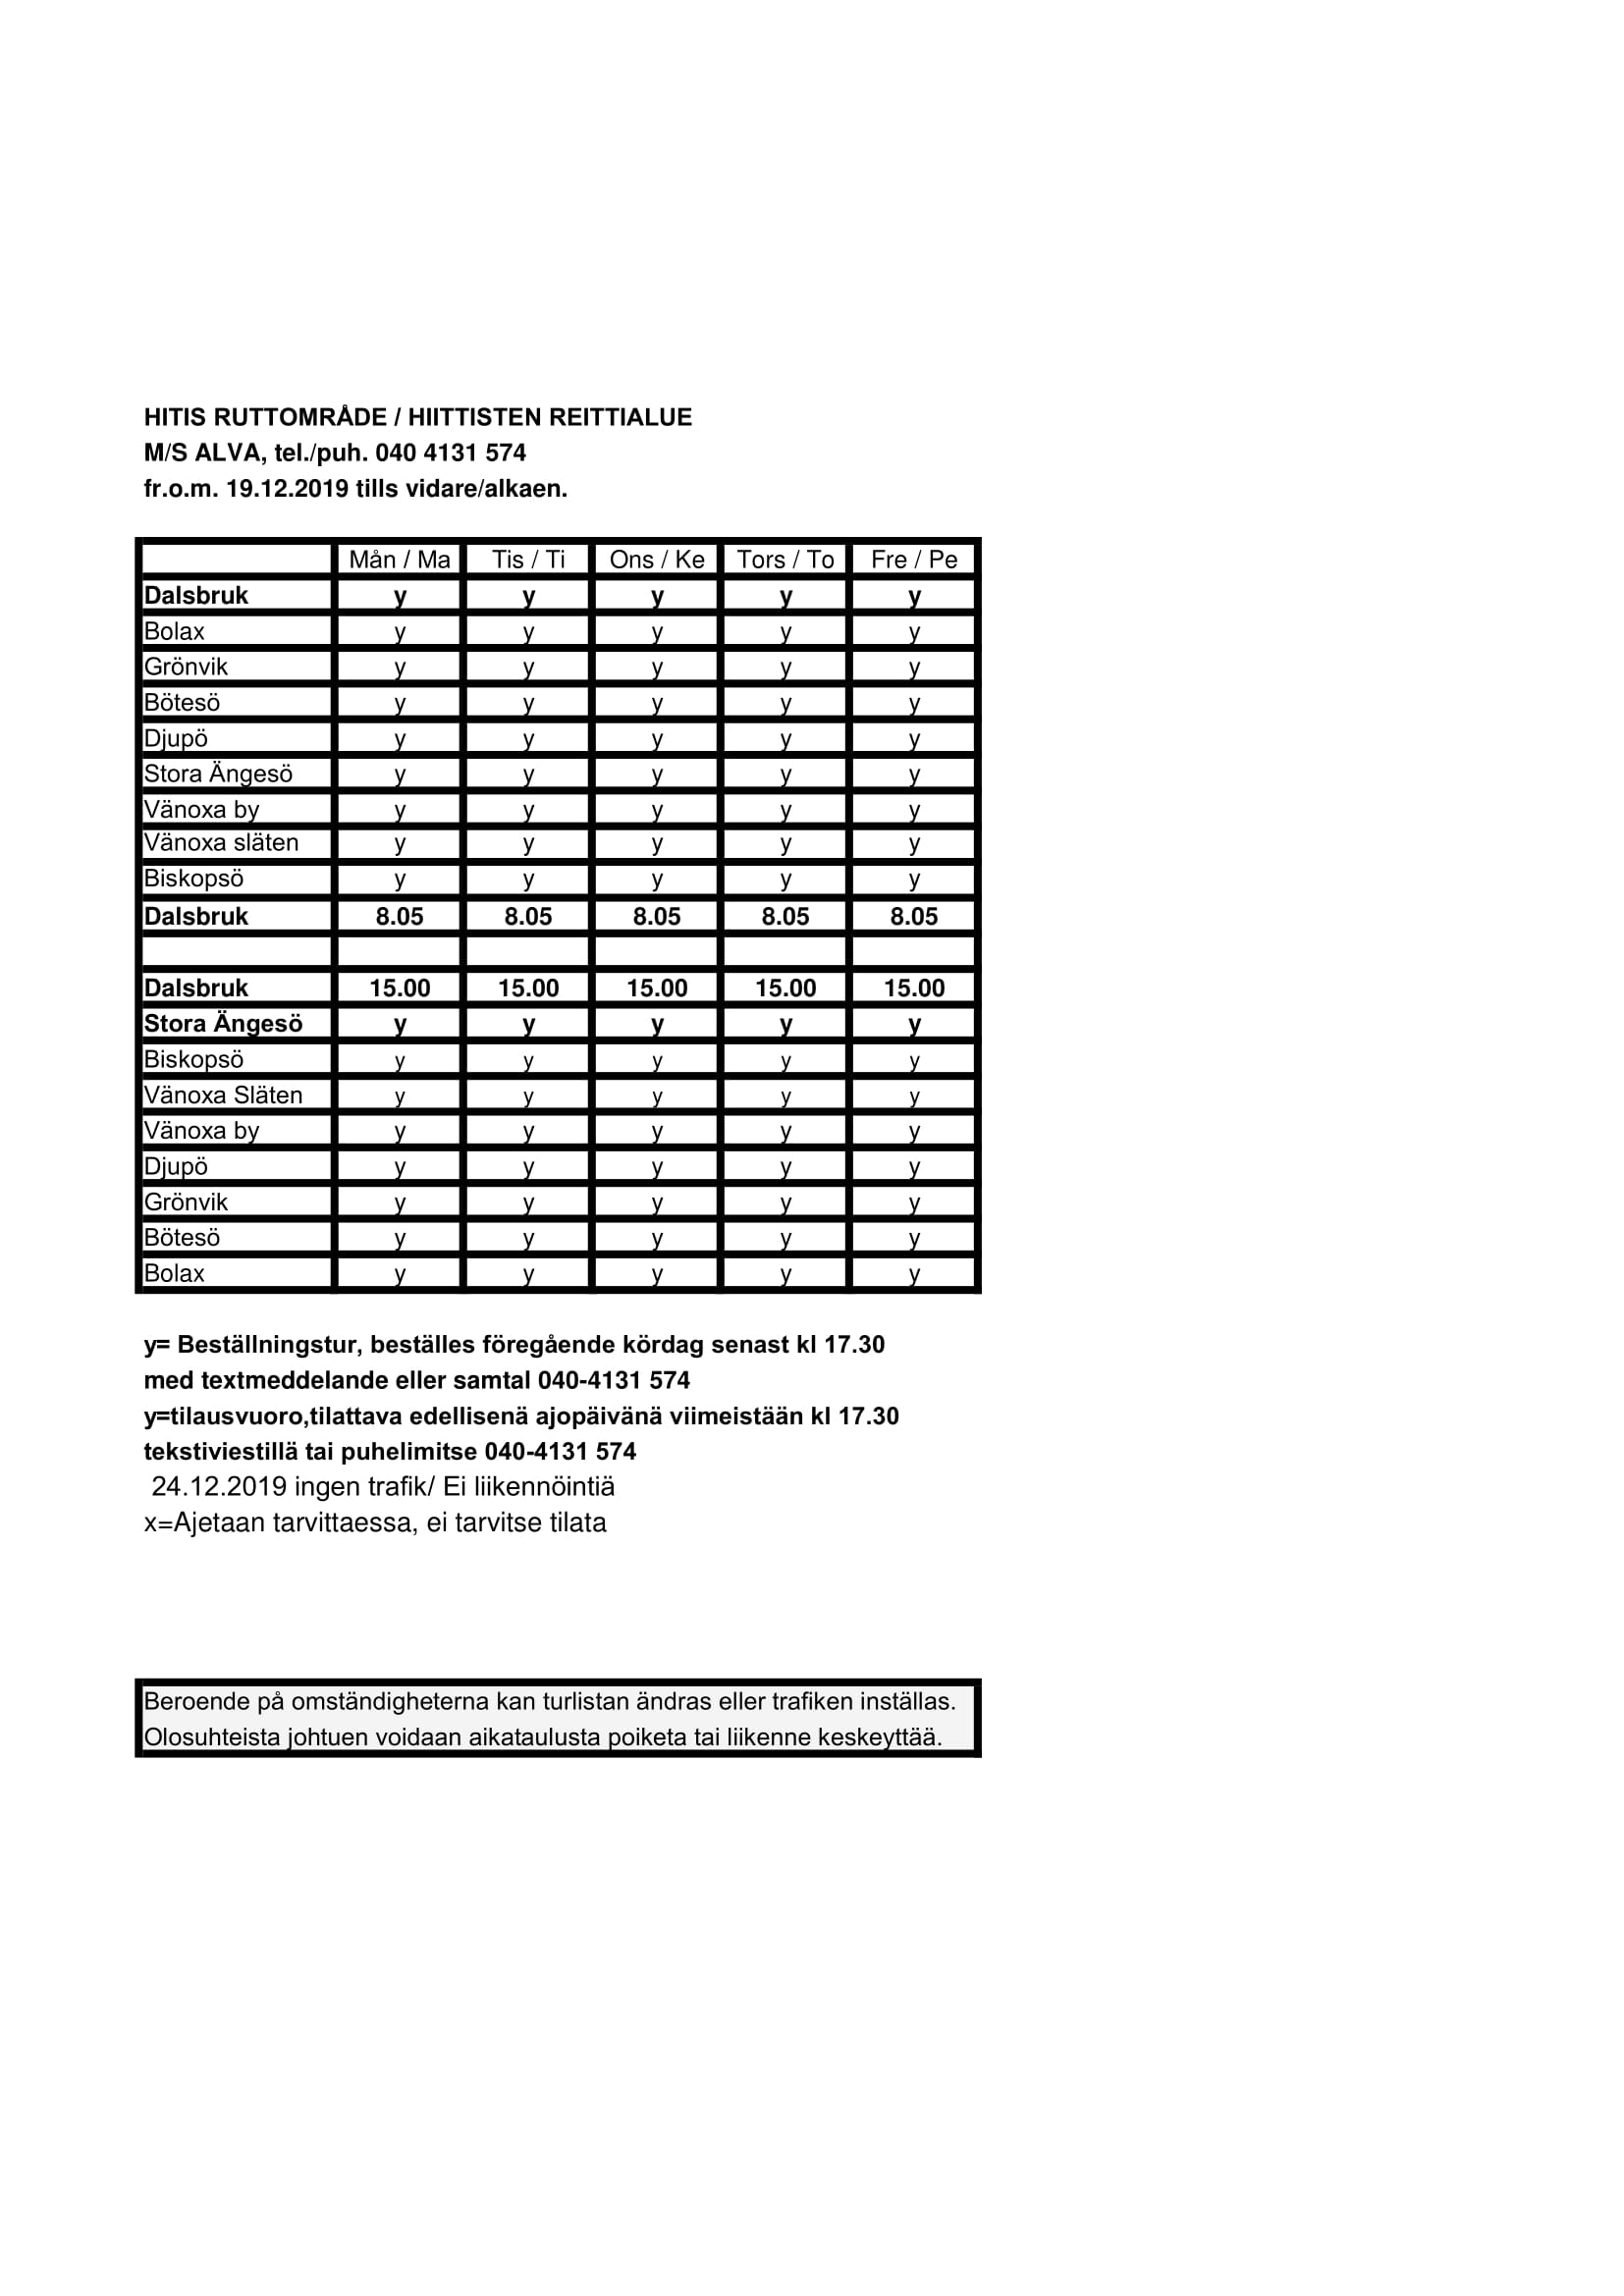 HITIS RUTTOMRÅDE / HIITTISTEN REITTIALUE
M/S ALVA, tel./puh. 040 4131 574
fr.o.m. 19.12.2019 tills vidare/alkaen.
Mån / Ma Tis / Ti Ons / Ke Tors / To Fre / Pe
Dalsbruk y y y y y
Bolax y y y y y
Grönvik y y y y y
Bötesö y y y y y
Djupö y y y y y
Stora Ängesö y y y y y
Vänoxa by y y y y y
Vänoxa släten y y y y y
Biskopsö y y y y y
Dalsbruk 8.05 8.05 8.05 8.05 8.05
Dalsbruk 15.00 15.00 15.00 15.00 15.00
Stora Ängesö y y y y y
Biskopsö y y y y y
Vänoxa Släten y y y y y
Vänoxa by y y y y y
Djupö y y y y y
Grönvik y y y y y
Bötesö y y y y y
Bolax y y y y y
y= Beställningstur, beställes föregående kördag senast kl 17.30
med textmeddelande eller samtal 040-4131 574
y=tilausvuoro,tilattava edellisenä ajopäivänä viimeistään kl 17.30
tekstiviestillä tai puhelimitse 040-4131 574
24.12.2019 ingen trafik/ Ei liikennöintiä
x=Ajetaan tarvittaessa, ei tarvitse tilata
Beroende på omständigheterna kan turlistan ändras eller trafiken inställas.
Olosuhteista johtuen voidaan aikataulusta poiketa tai liikenne keskeyttää.